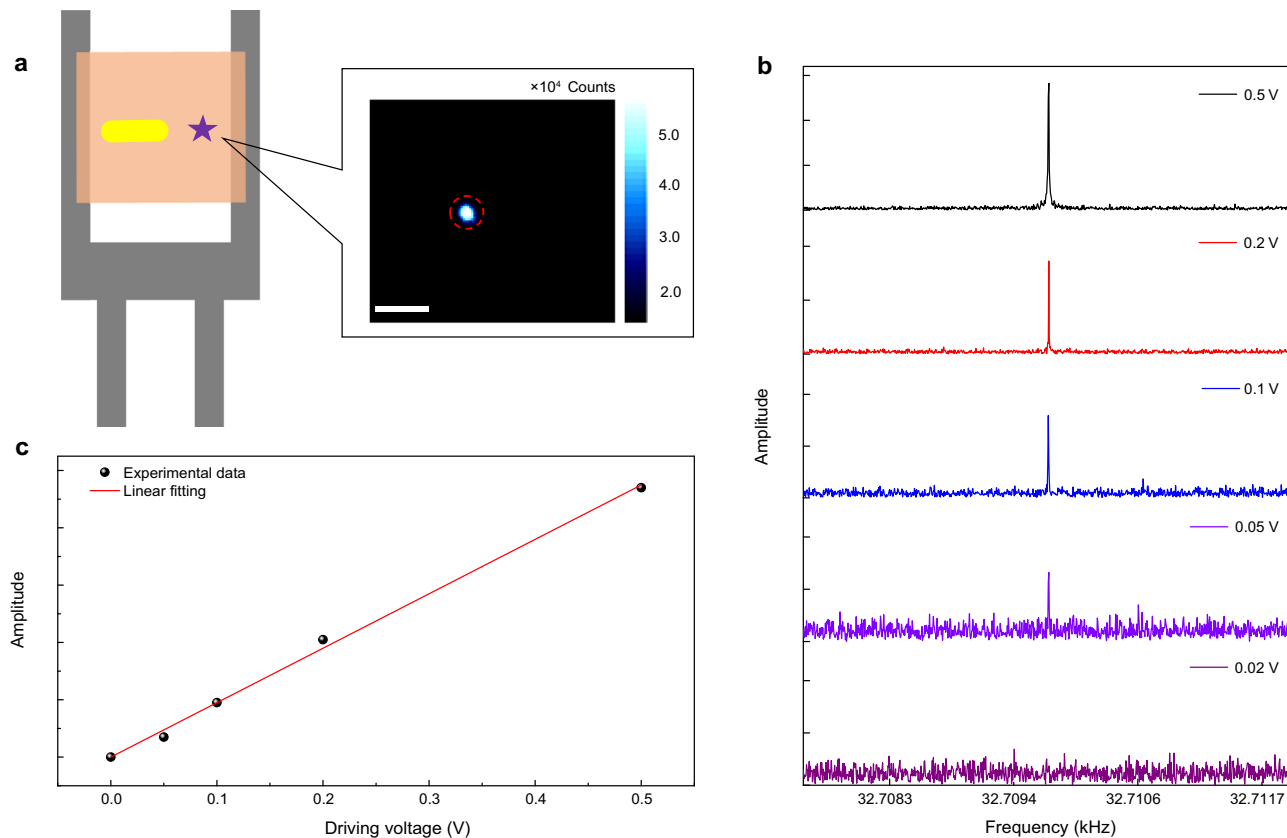 a
×10⁴ Counts
5.0
4.0
3.0
2.0
b
0.5 V
0.2 V
0.1 V
0.05 V
0.02 V
Amplitude
32.7083
32.7094
32.7106
32.7117
Frequency (kHz)
c
Experimental data
Linear fitting
Amplitude
0.0
0.1
0.2
0.3
0.4
0.5
Driving voltage (V)